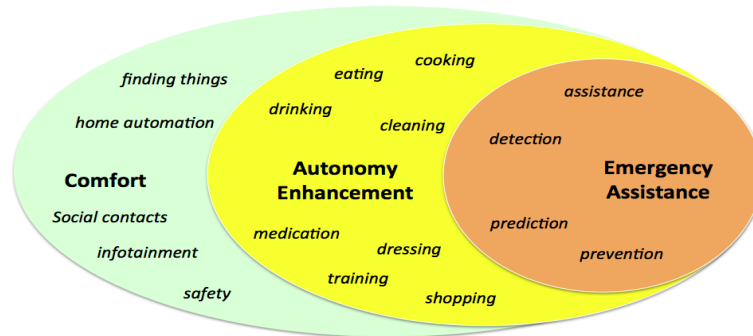 finding things
home automation
Comfort
Social contacts
infotainment
safety
eating
cooking
drinking
cleaning
Autonomy
Enhancement
medication
dressing
training
shopping
assistance
detection
Emergency
Assistance
prediction
prevention